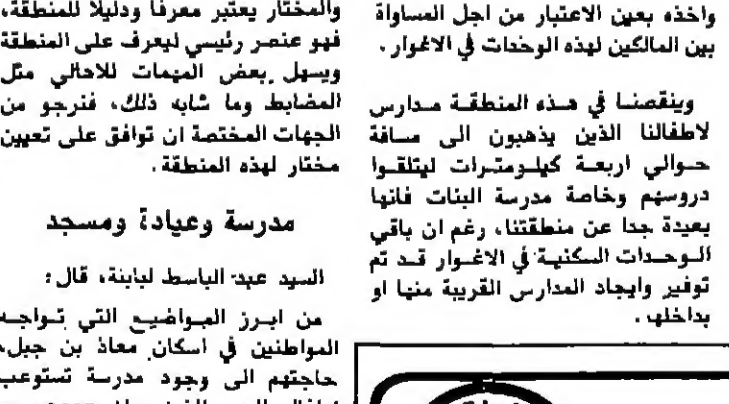 واخذه بعين الاعتبار من اجل المساواة
بين المالكين لهذه الوحدات في الاغوار .
وينقصنا في هذه المنطقة مدارس
لاطفالنا الذين يذهبون الى مسافة
حوالي اربعة كيلومترات ليتلقوا
دروسهم وخاصة مدرسة البنات فانها
بعيدة جدا عن منطقتنا، رغم ان باقي
الوحدات السكنية في الاغوار قد تم
توفير وايجاد المدارس القريبة منها او
بداخلها .
والمختار يعتبر معرفا ودليلا للمنطقة،
فهو عنصر رئيسي ليعرف على المنطقة
ويسهل بعض المهمات للاهالي مثل
المضابط وما شابه ذلك، فنرجو من
الجهات المختصة ان توافق على تعيين
مختار لهذه المنطقة .
مدرسة وعيادة ومسجد
السيد عبد الباسط لبابنة، قال :
من ابرز المواضيع التي تواجه
المواطنين في اسكان معاذ بن جبل،
حاجتهم الى وجود مدرسة تستوعب